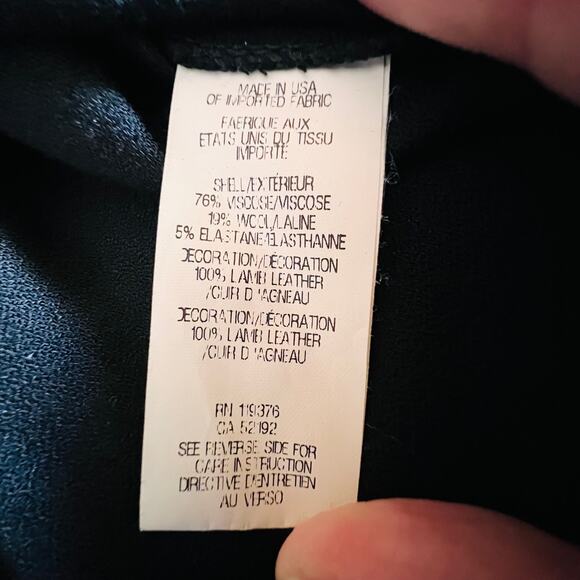 MADE IN USA
OF IMPORTED FABRIC
FABRIQUE AUX
ETATS UNIS DU TISSU
IMPORTE
SHELL/EXTÉRIEUR
76% VISCOSE/VISCOSE
19% WOOL/LAINE
5% ELASTANE/ELASTHANNE
DECORATION/DÉCORATION
100% LAMB LEATHER
/CUIR D'AGNEAU
DECORATION/DÉCORATION
100% LAMB LEATHER
/CUIR D'AGNEAU
RN 119376
CA 52192
SEE REVERSE SIDE FOR
CARE INSTRUCTION
DIRECTIVE D'ENTRETIEN
AU VERSO